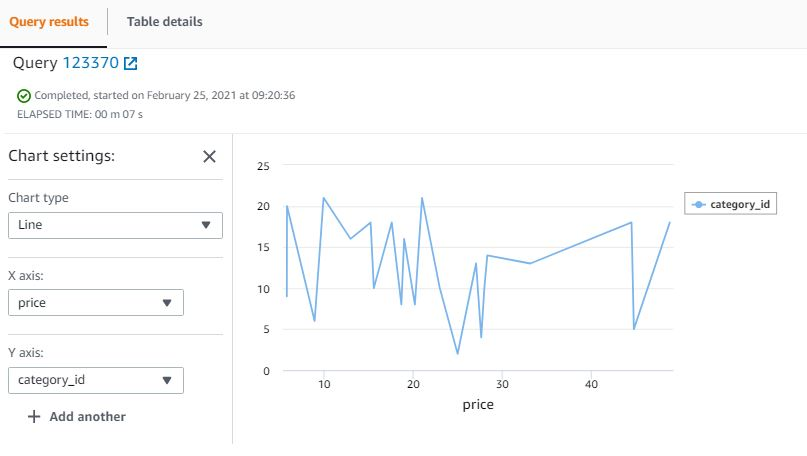 Query results
Table details
Query 123370
Completed, started on February 25, 2021 at 09:20:36
ELAPSED TIME: 00 m 07 s
Chart settings:
Chart type
Line
X axis:
price
Y axis:
category_id
Add another
25
20
15
10
5
0
10 20 30 40
price
category_id